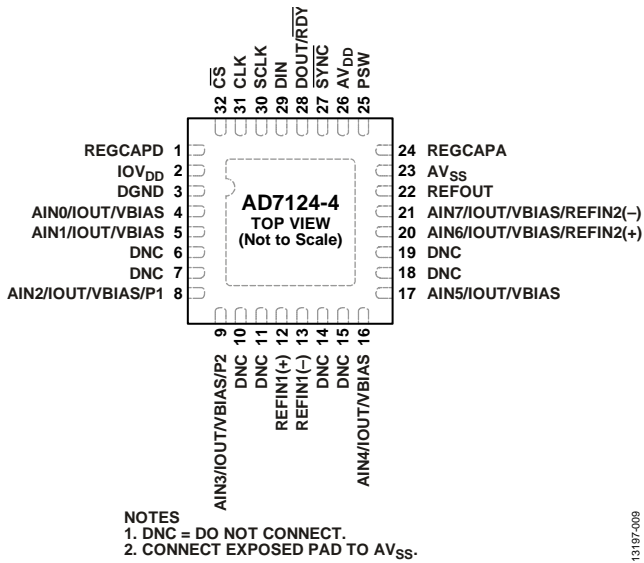 32 C̅S̅
31 CLK
30 SCLK
29 DIN
28 DOUT/R̅D̅Y̅
27 S̅Y̅N̅C̅
26 AVDD
25 PSW
REGCAPD 1
IOVDD 2
DGND 3
AIN0/IOUT/VBIAS 4
AIN1/IOUT/VBIAS 5
DNC 6
DNC 7
AIN2/IOUT/VBIAS/P1 8
AD7124-4
TOP VIEW
(Not to Scale)
24 REGCAPA
23 AVSS
22 REFOUT
21 AIN7/IOUT/VBIAS/REFIN2(–)
20 AIN6/IOUT/VBIAS/REFIN2(+)
19 DNC
18 DNC
17 AIN5/IOUT/VBIAS
AIN3/IOUT/VBIAS/P2 9
DNC 10
DNC 11
REFIN1(+) 12
REFIN1(–) 13
DNC 14
DNC 15
AIN4/IOUT/VBIAS 16
NOTES
1. DNC = DO NOT CONNECT.
2. CONNECT EXPOSED PAD TO AVSS.
13197-009